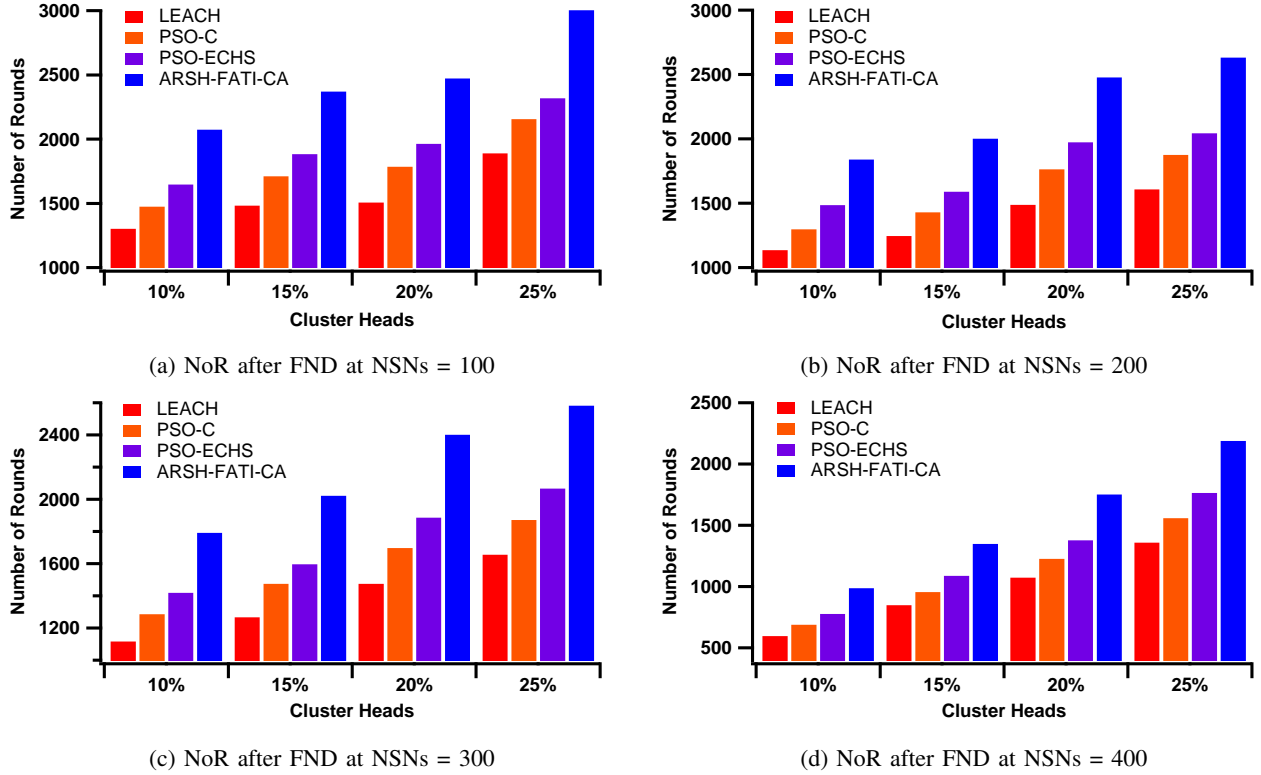 3000
2500
2000
1500
1000
Nunber of Rounds
LEACH
PSO-C
PSO-ECHS
ARSH-FATI-CA
10%
15%
20%
25%
Cluster Heads
(a) NoR after FND at NSNs = 100
3000
2500
2000
1500
1000
Number of Rounds
LEACH
PSO-C
PSO-ECHS
ARSH-FATI-CA
10%
15%
20%
25%
Cluster Heads
(b) NoR after FND at NSNs = 200
2400
2000
1600
1200
Number of Rounds
LEACH
PSO-C
PSO-ECHS
ARSH-FATI-CA
10%
15%
20%
25%
Cluster Heads
(c) NoR after FND at NSNs = 300
2500
2000
1500
1000
500
Number of Rounds
LEACH
PSO-C
PSO-ECHS
ARSH-FATI-CA
10%
15%
20%
25%
Cluster Heads
(d) NoR after FND at NSNs = 400